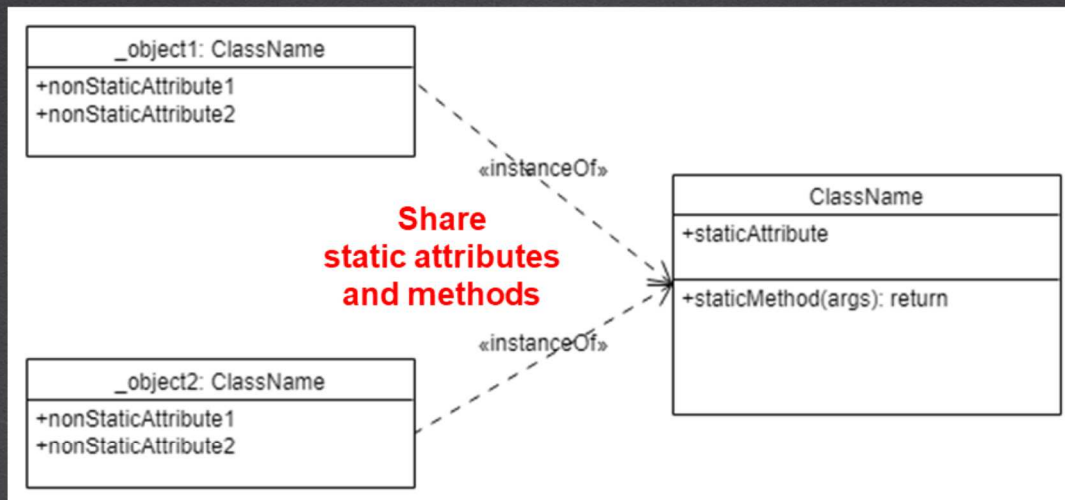 _object1: ClassName
+nonStaticAttribute1
+nonStaticAttribute2
«instanceOf»
Share
static attributes
and methods
ClassName
+staticAttribute
+staticMethod(args): return
«instanceOf»
_object2: ClassName
+nonStaticAttribute1
+nonStaticAttribute2